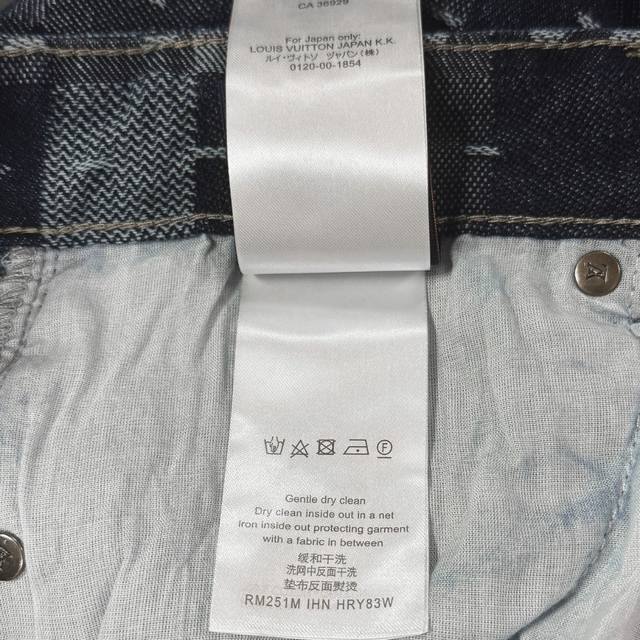 CA 36929
For Japan only:
LOUIS VUITTON JAPAN K.K.
ルイ・ヴィトソ ヅャパン(株)
0120-00-1854
Gentle dry clean
Dry clean inside out in a net
Iron inside out protecting garment
with a fabric in between
缓和干洗
洗网中反面干洗
垫布反面熨烫
RM251M IHN HRY83W